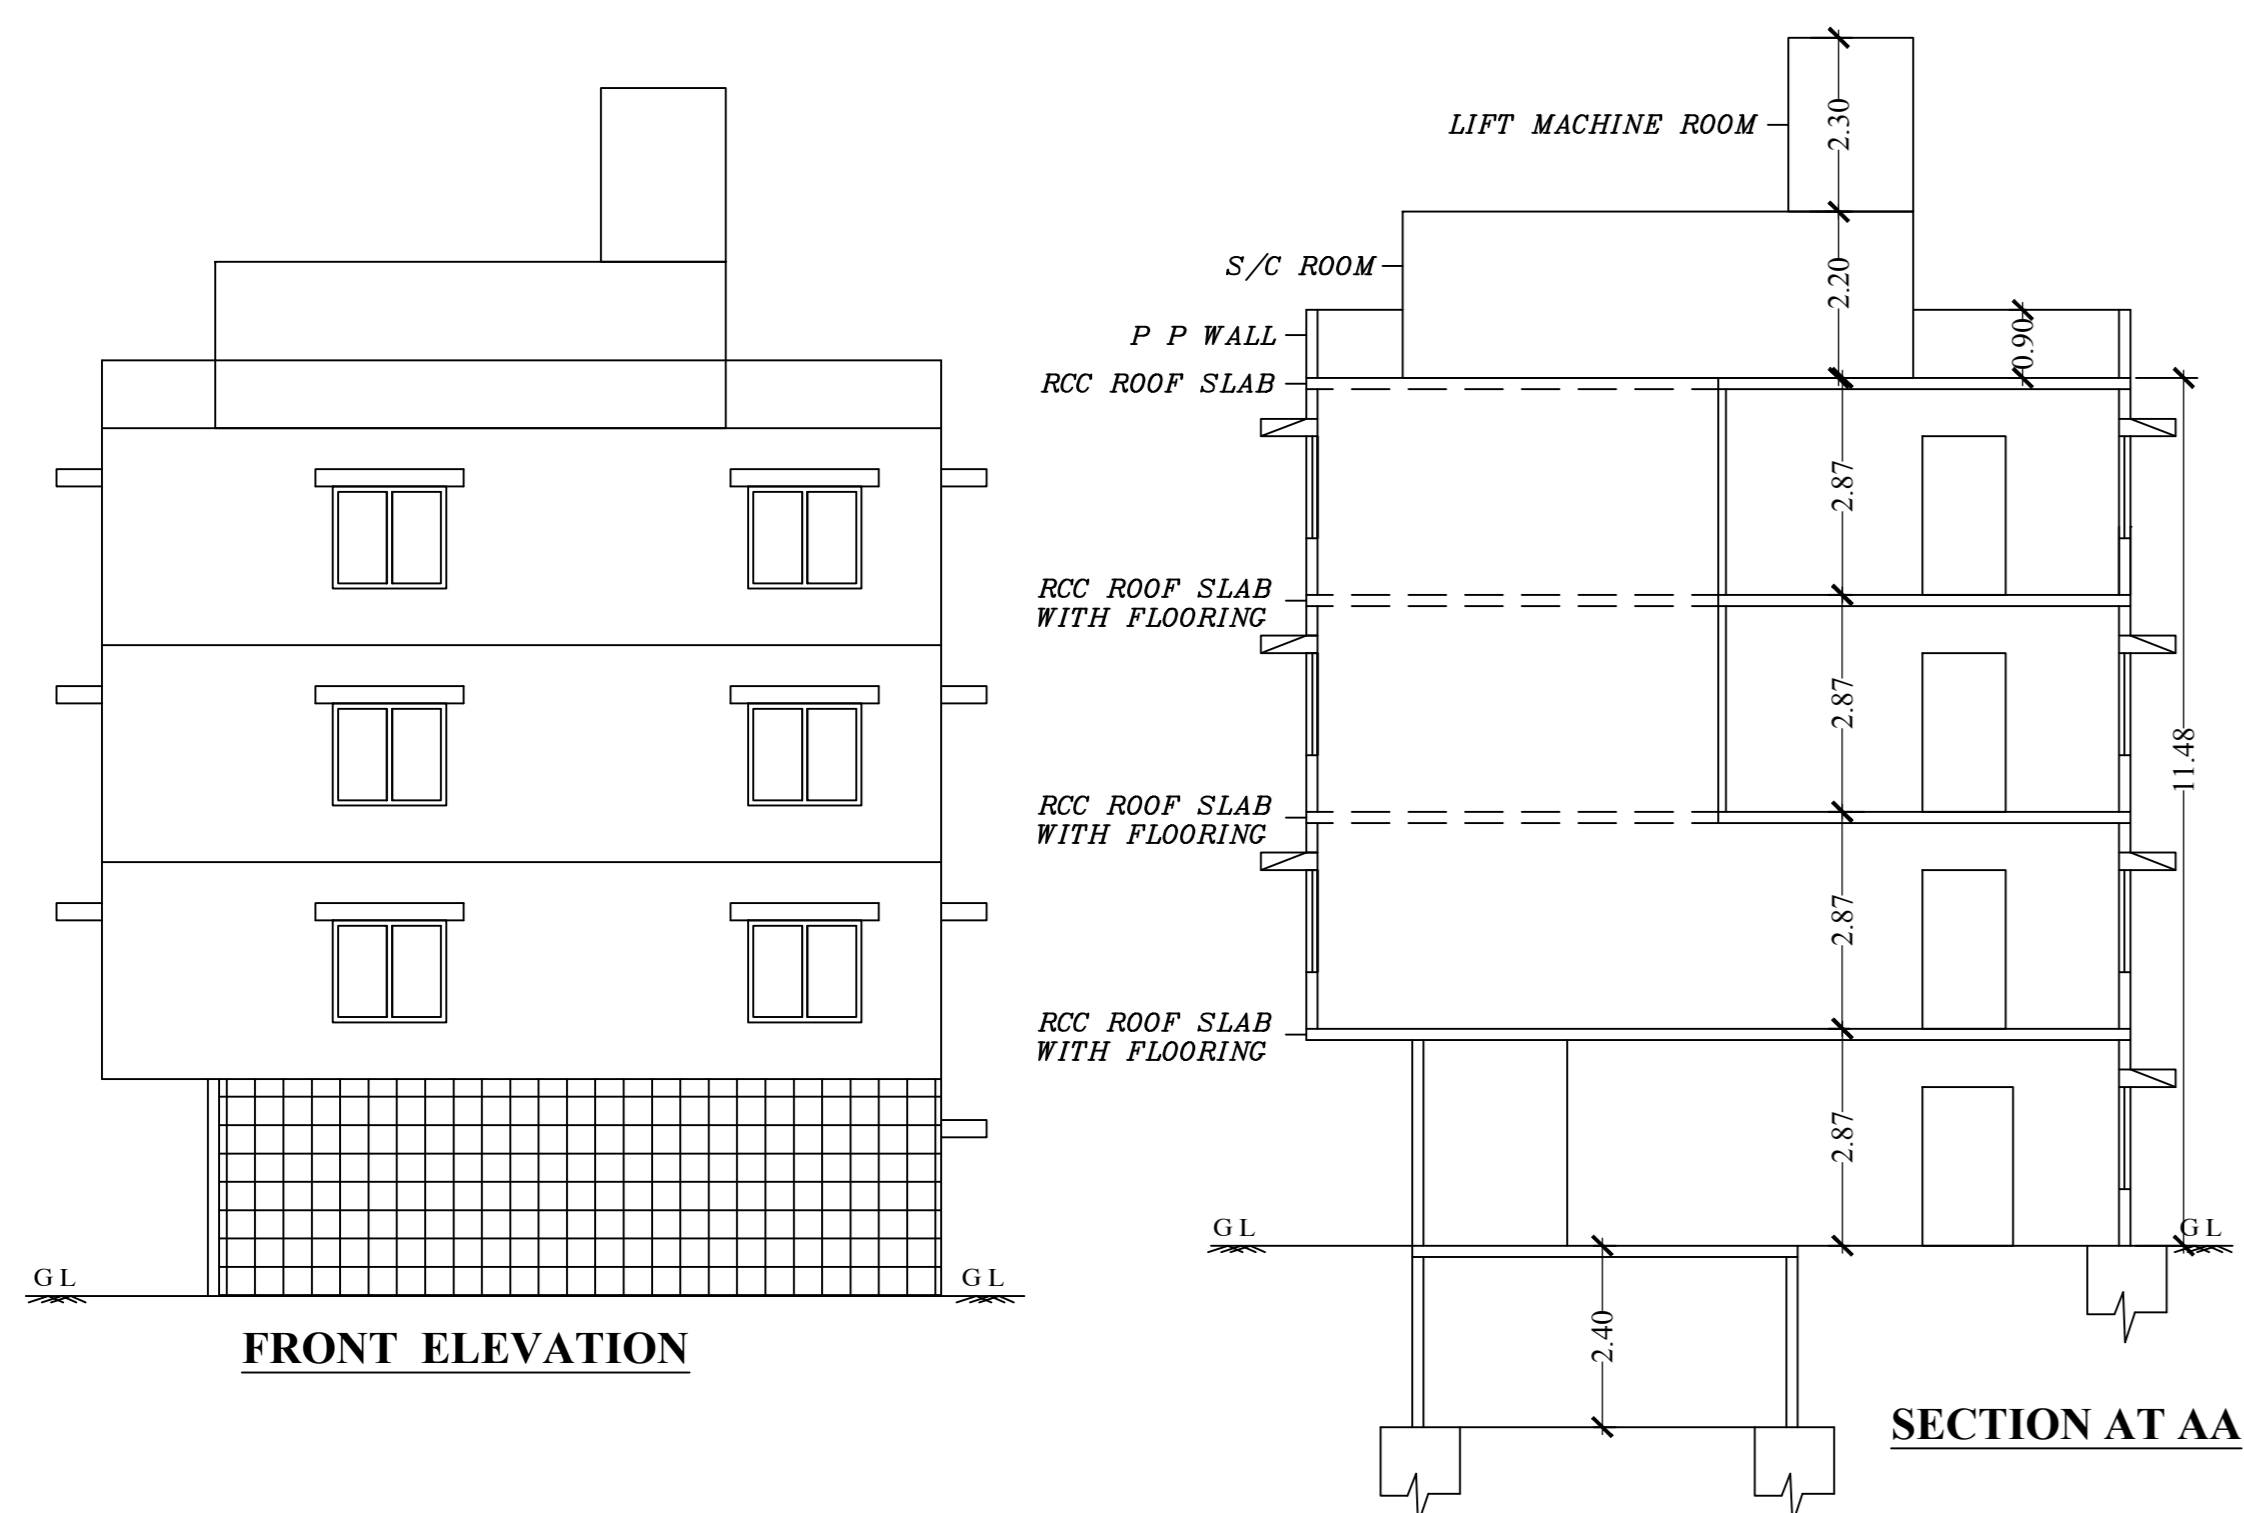 LIFT MACHINE ROOM
2.30
S/C ROOM
2.20
P P WALL
0.90
RCC ROOF SLAB
2.87
RCC ROOF SLAB
WITH FLOORING
2.87
11.48
RCC ROOF SLAB
WITH FLOORING
2.87
RCC ROOF SLAB
WITH FLOORING
2.87
G L
G L
G L
G L
2.40
FRONT ELEVATION
SECTION AT AA